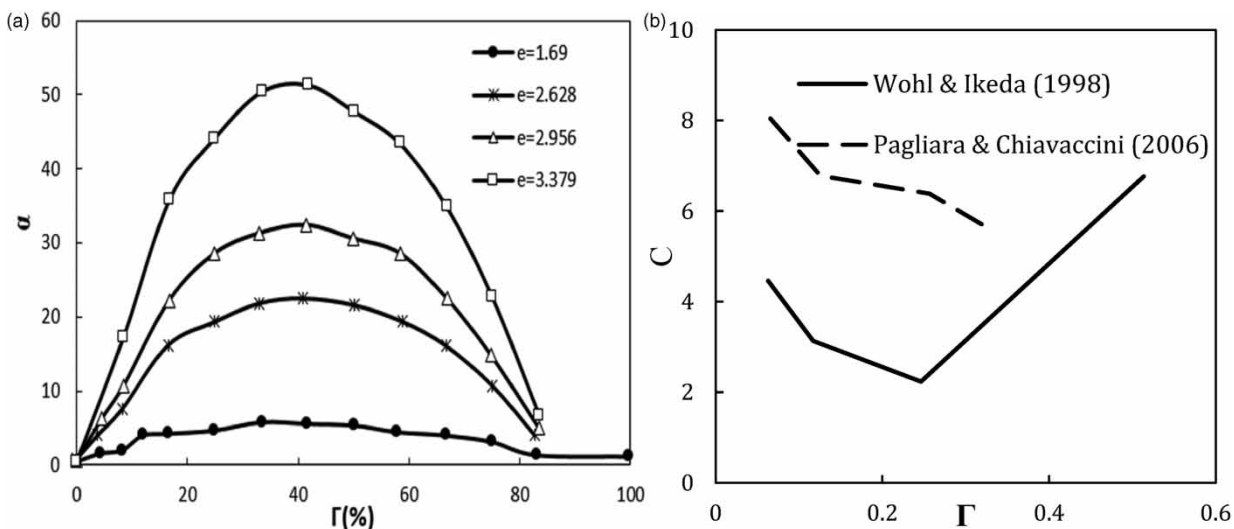 (a)
60
50
40
30
20
10
0
α
e=1.69
e=2.628
e=2.956
e=3.379
0 20 40 60 80 100
Γ(%)
(b)
10
8
6
4
2
0
C
Wohl & Ikeda (1998)
Pagliara & Chiavaccini (2006)
0.2 0.4 0.6
Γ